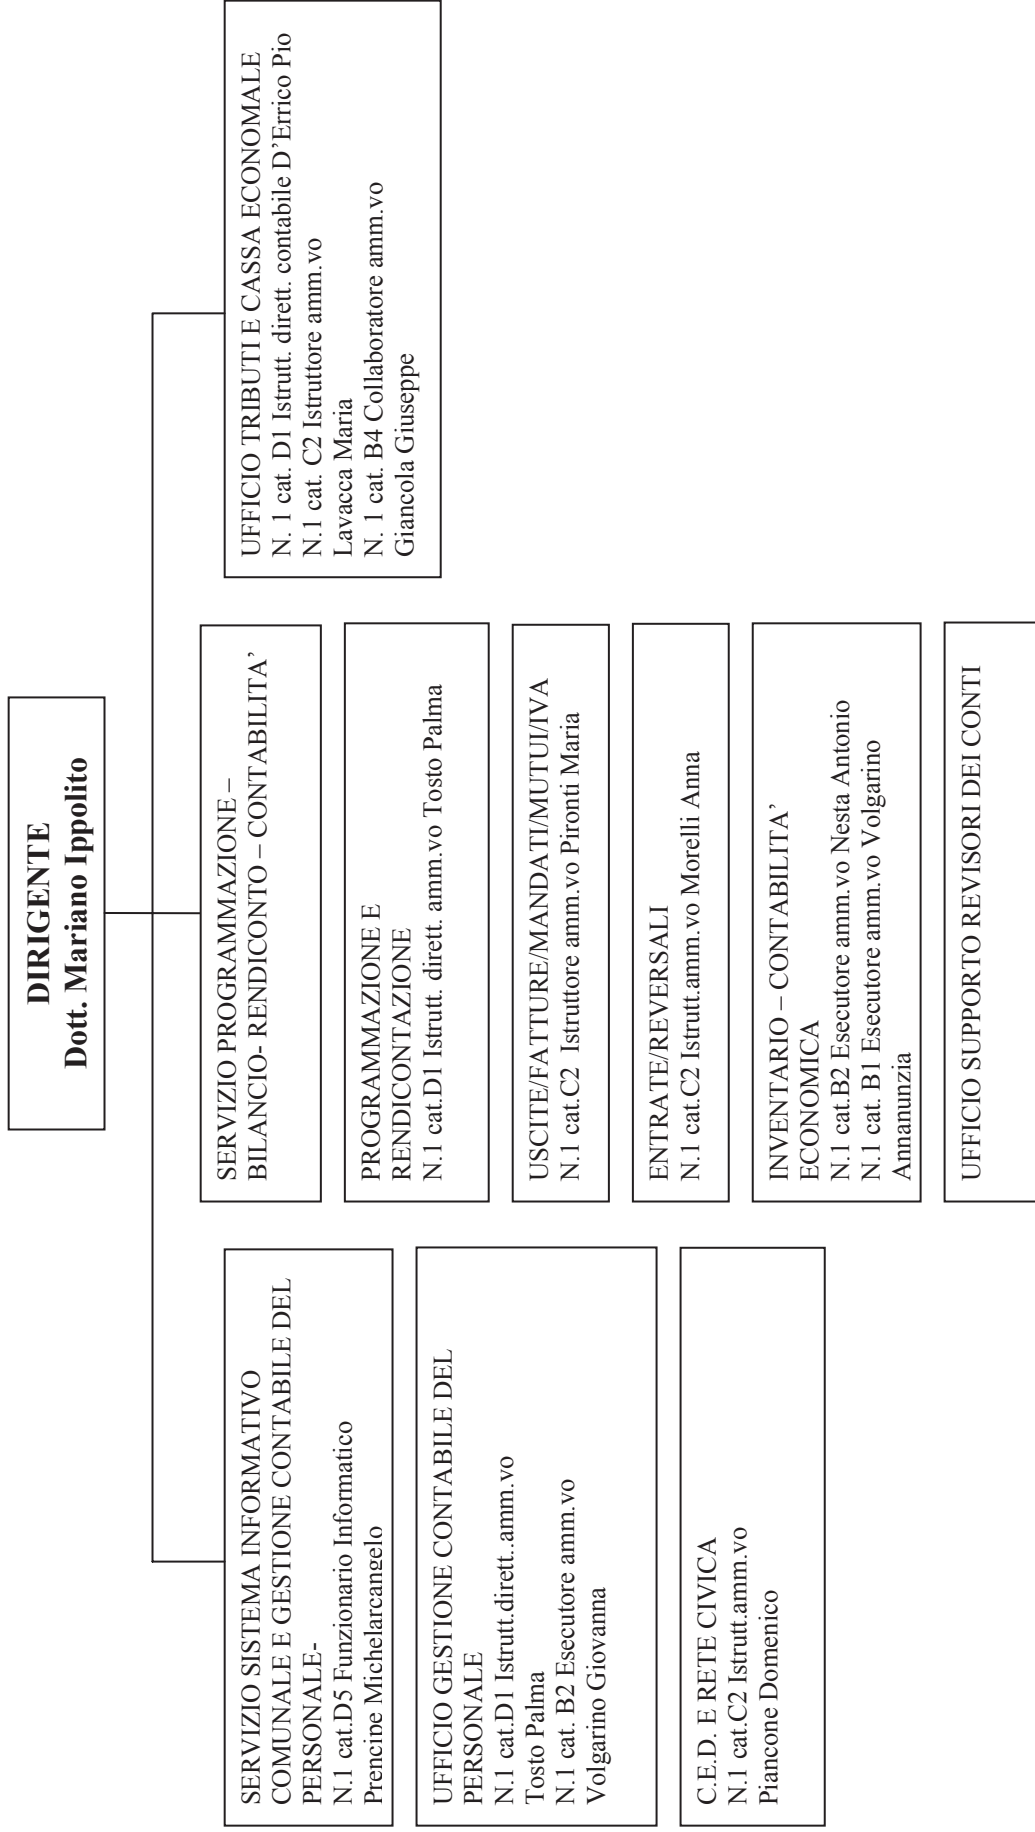 DIRIGENTE
Dott. Mariano Ippolito
SERVIZIO SISTEMA INFORMATIVO
COMUNALE E GESTIONE CONTABILE DEL
PERSONALE-
N.1 cat.D5 Funzionario Informatico
Prencipe Michelarcangelo
UFFICIO GESTIONE CONTABILE DEL
PERSONALE
N.1 cat.D1 Istrutt.dirett..amm.vo
Tosto Palma
N.1 cat. B2 Esecutore amm.vo
Volgarino Giovanna
C.E.D. E RETE CIVICA
N.1 cat.C2 Istrutt.amm.vo
Piancone Domenico
SERVIZIO PROGRAMMAZIONE –
BILANCIO- RENDICONTO – CONTABILITA’
PROGRAMMAZIONE E
RENDICONTAZIONE
N.1 cat.D1 Istrutt. dirett. amm.vo Tosto Palma
USCITE/FATTURE/MANDATI/MUTUI/IVA
N.1 cat.C2 Istruttore amm.vo Pironti Maria
ENTRATE/REVERSALI
N.1 cat.C2 Istrutt.amm.vo Morelli Anna
INVENTARIO – CONTABILITA’
ECONOMICA
N.1 cat.B2 Esecutore amm.vo Nesta Antonio
N.1 cat. B1 Esecutore amm.vo Volgarino
Annanunzia
UFFICIO SUPPORTO REVISORI DEI CONTI
UFFICIO TRIBUTI E CASSA ECONOMALE
N. 1 cat. D1 Istrutt. dirett. contabile D’Errico Pio
N.1 cat. C2 Istruttore amm.vo
Lavacca Maria
N. 1 cat. B4 Collaboratore amm.vo
Giancola Giuseppe